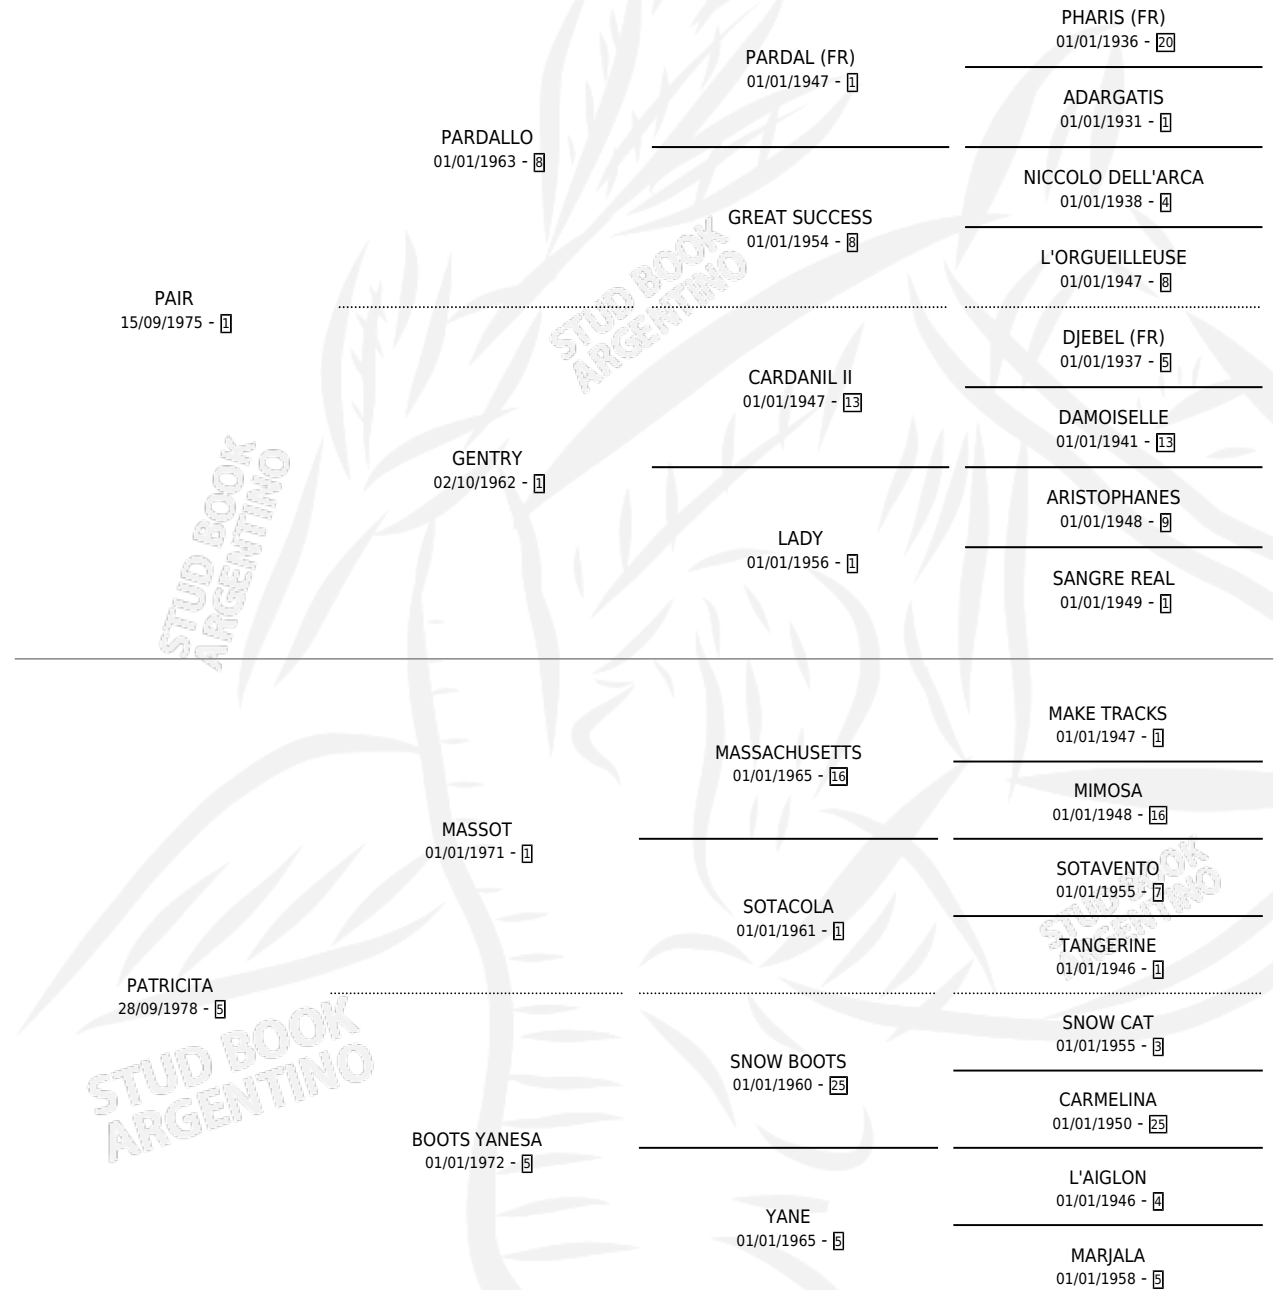 PHARIS (FR)
01/01/1936 - 20
PARDAL (FR)
01/01/1947 - 1
ADARGATIS
01/01/1931 - 1
PARDALLO
01/01/1963 - 8
NICCOLO DELL'ARCA
01/01/1938 - 4
GREAT SUCCESS
01/01/1954 - 8
L'ORGUEILLEUSE
01/01/1947 - 8
PAIR
15/09/1975 - 1
DJEBEL (FR)
01/01/1937 - 5
CARDANIL II
01/01/1947 - 13
DAMOISELLE
01/01/1941 - 13
GENTRY
02/10/1962 - 1
ARISTOPHANES
01/01/1948 - 9
LADY
01/01/1956 - 1
SANGRE REAL
01/01/1949 - 1
MAKE TRACKS
01/01/1947 - 1
MASSACHUSETTS
01/01/1965 - 16
MIMOSA
01/01/1948 - 16
MASSOT
01/01/1971 - 1
SOTAVENTO
01/01/1955 - 7
SOTACOLA
01/01/1961 - 1
TANGERINE
01/01/1946 - 1
PATRICITA
28/09/1978 - 5
SNOW CAT
01/01/1955 - 3
SNOW BOOTS
01/01/1960 - 25
CARMELINA
01/01/1950 - 25
BOOTS YANESA
01/01/1972 - 5
L'AIGLON
01/01/1946 - 4
YANE
01/01/1965 - 5
MARJALA
01/01/1958 - 5
STUD BOOK
ARGENTINO
STUD BOOK
ARGENTINO
STUD BOOK
ARGENTINO
STUD BOOK
ARGENTINO